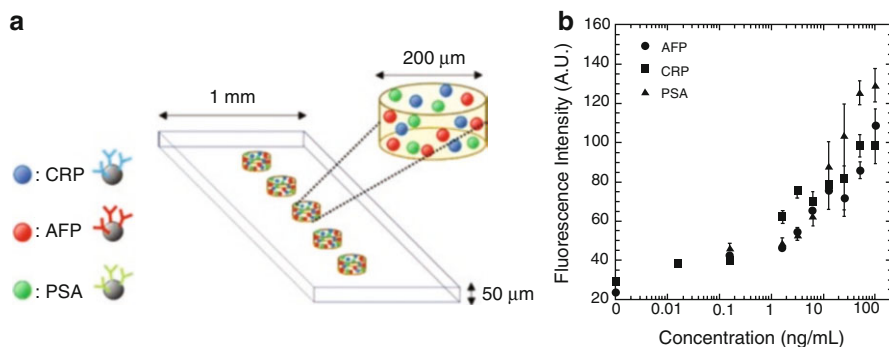 a
200 μm
1 mm
: CRP
: AFP
: PSA
50 μm
b
160
140
120
100
80
60
40
20
Fluorescence Intensity (A.U.)
AFP
CRP
PSA
0 0.01 0.1 1 10 100
Concentration (ng/mL)